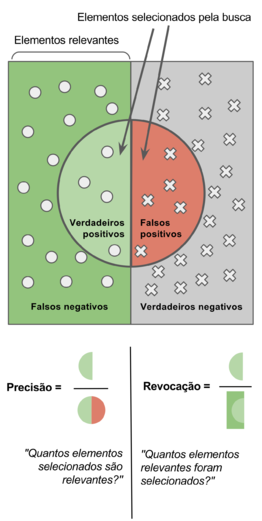 Elementos selecionados pela busca
Elementos relevantes
Verdadeiros
positivos
Falsos
positivos
Falsos negativos
Verdadeiros negativos
Precisão =
Revocação =
"Quantos elementos
selecionados são
relevantes?"
"Quantos elementos
relevantes foram
selecionados?"